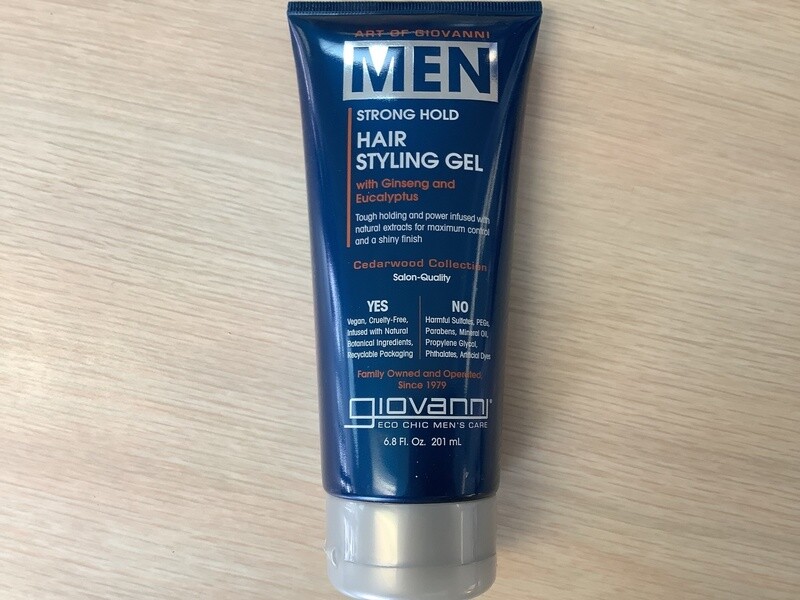 ART OF GIOVANNI
MEN
STRONG HOLD
HAIR
STYLING GEL
with Ginseng and
Eucalyptus
Tough holding and power infused with
natural extracts for maximum control
and a shiny finish
Cedarwood Collection
Salon-Quality
YES
Vegan, Cruelty-Free,
Infused with Natural
Botanical Ingredients,
Recyclable Packaging
NO
Harmful Sulfates, PEGs,
Parabens, Mineral Oil,
Propylene Glycol,
Phthalates, Artificial Dyes
Family Owned and Operated
Since 1979
giovanni
ECO CHIC MEN'S CARE
6.8 Fl. Oz. 201 mL